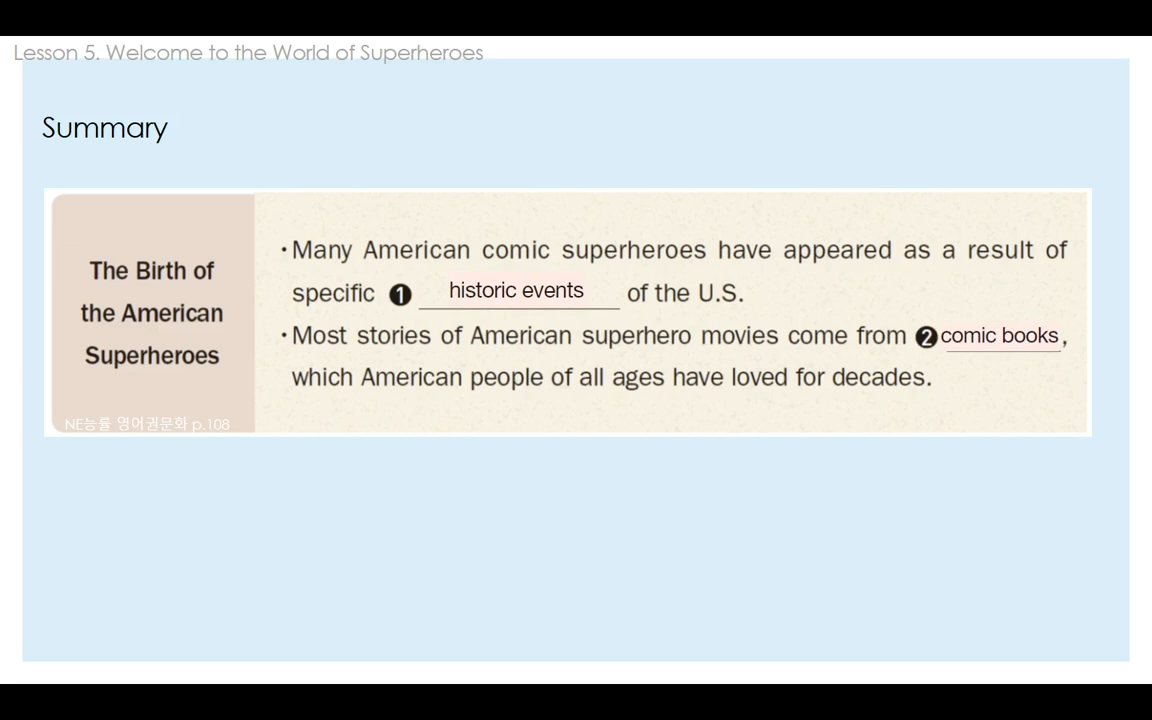 Lesson 5. Welcome to the World of Superheroes
Summary
The Birth of
the American
Superheroes
NE능률 영어권문화 p.108
·Many American comic superheroes have appeared as a result of
specific ❶ historic events of the U.S.
·Most stories of American superhero movies come from ❷ comic books,
which American people of all ages have loved for decades.